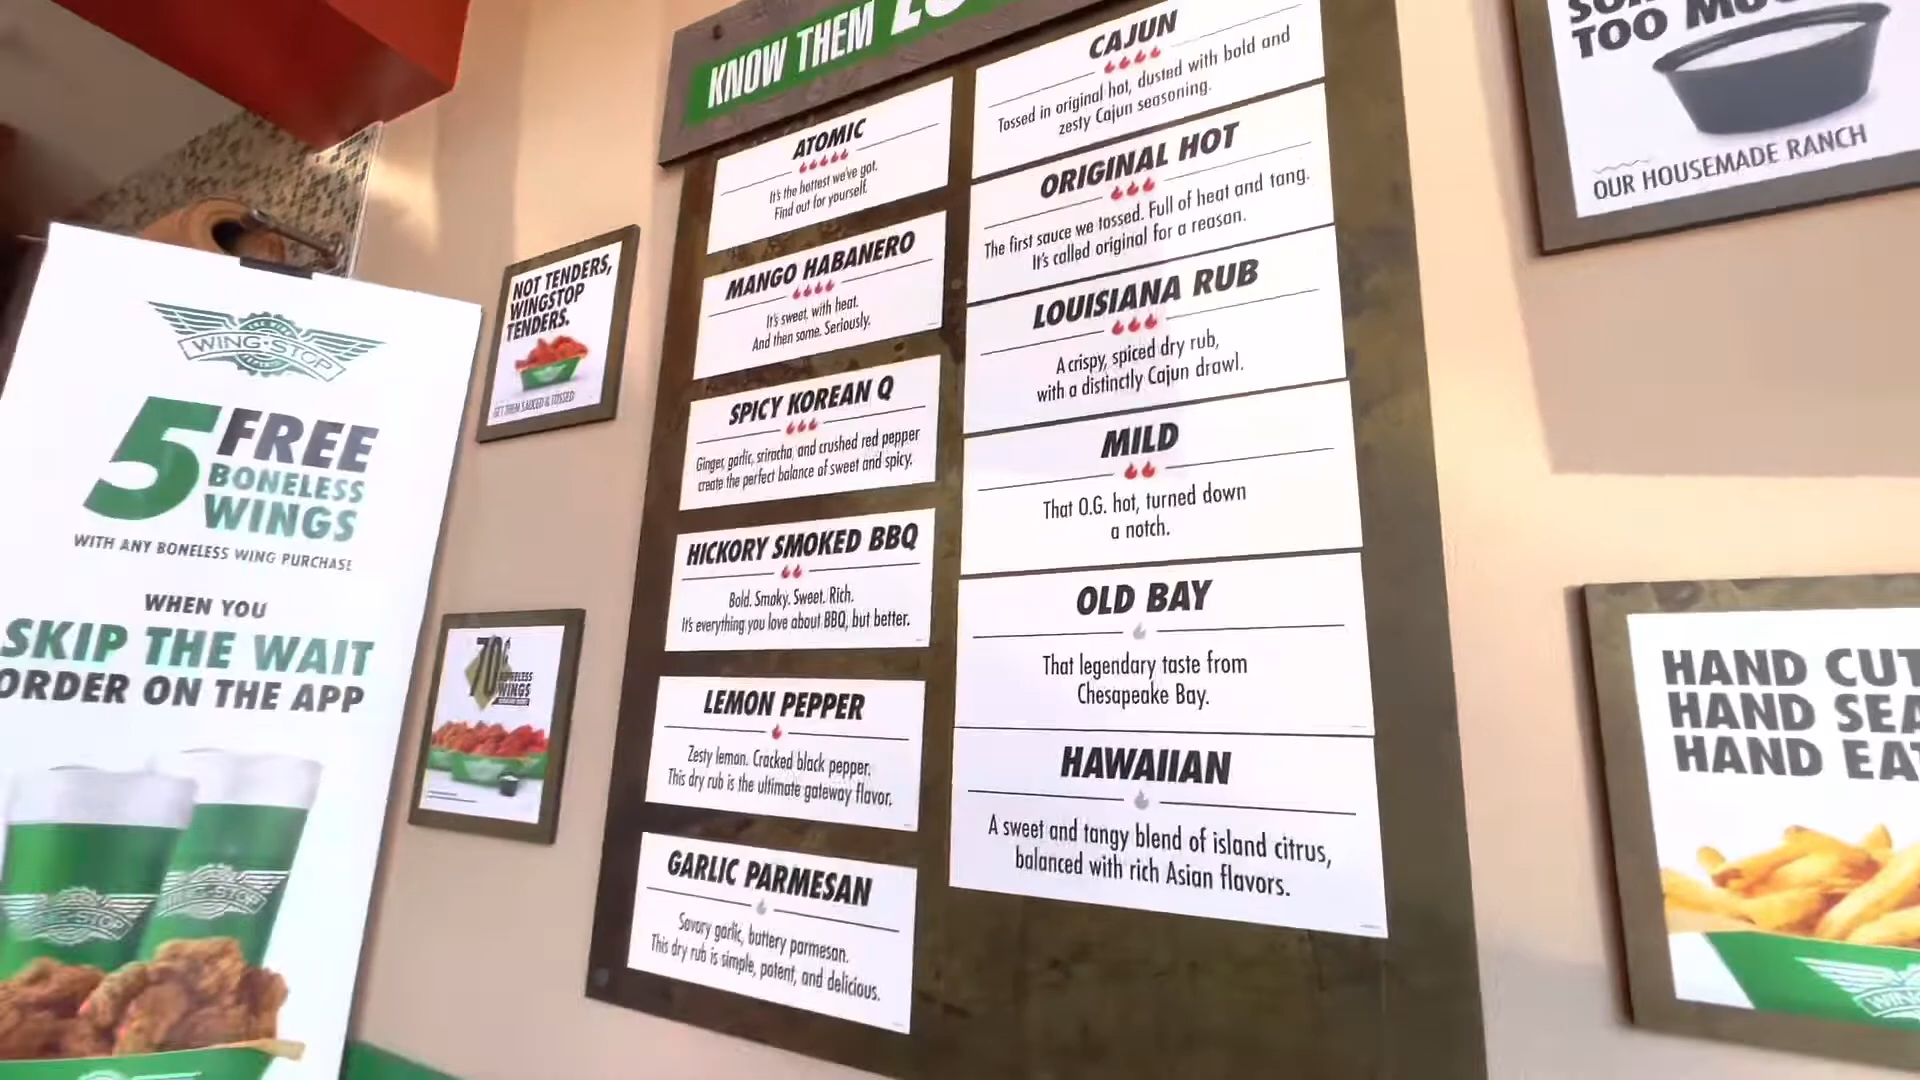 WING·STOP
5 FREE
BONELESS
WINGS
WITH ANY BONELESS WING PURCHASE
WHEN YOU
SKIP THE WAIT
ORDER ON THE APP
NOT TENDERS,
WINGSTOP
TENDERS.
GET THEM SAUCED & TOSSED
70¢
BONELESS
WINGS
KNOW THEM
ATOMIC
It's the hottest we've got.
Find out for yourself.
MANGO HABANERO
It's sweet, with heat.
And then some. Seriously.
SPICY KOREAN Q
Ginger, garlic, sriracha, and crushed red pepper
create the perfect balance of sweet and spicy.
HICKORY SMOKED BBQ
Bold. Smoky. Sweet. Rich.
It's everything you love about BBQ, but better.
LEMON PEPPER
Zesty lemon. Cracked black pepper.
This dry rub is the ultimate gateway flavor.
GARLIC PARMESAN
Savory garlic, buttery parmesan.
This dry rub is simple, potent, and delicious.
CAJUN
Tossed in original hot, dusted with bold and
zesty Cajun seasoning.
ORIGINAL HOT
The first sauce we tossed. Full of heat and tang.
It's called original for a reason.
LOUISIANA RUB
A crispy, spiced dry rub,
with a distinctly Cajun drawl.
MILD
That O.G. hot, turned down
a notch.
OLD BAY
That legendary taste from
Chesapeake Bay.
HAWAIIAN
A sweet and tangy blend of island citrus,
balanced with rich Asian flavors.
TOO
OUR HOUSEMADE RANCH
HAND CUT
HAND SEA
HAND EAT
WING·STOP
WING·STOP
WIN